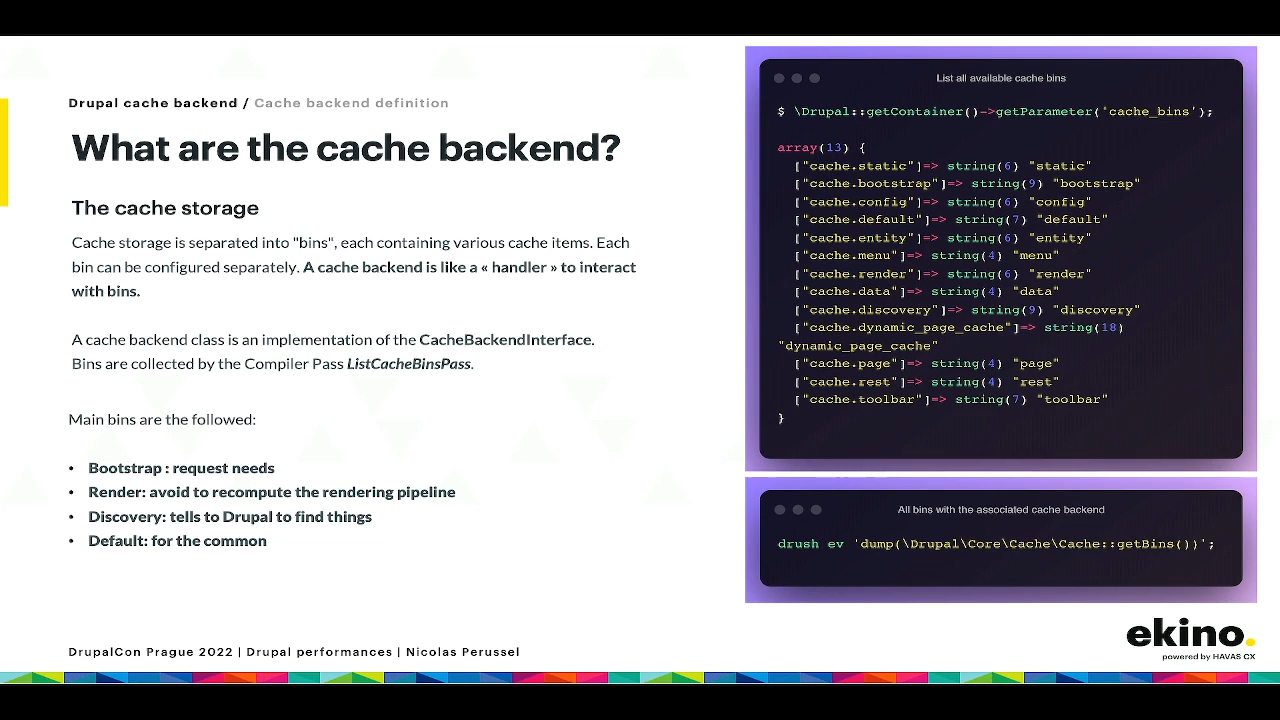 Drupal cache backend / Cache backend definition
What are the cache backend?
The cache storage
Cache storage is separated into "bins", each containing various cache items. Each
bin can be configured separately. A cache backend is like a « handler » to interact
with bins.
A cache backend class is an implementation of the CacheBackendInterface.
Bins are collected by the Compiler Pass ListCacheBinsPass.
Main bins are the followed:
• Bootstrap : request needs
• Render: avoid to recompute the rendering pipeline
• Discovery: tells to Drupal to find things
• Default: for the common
List all available cache bins
$ \Drupal::getContainer()->getParameter('cache_bins');
array(13) {
["cache.static"]=> string(6) "static"
["cache.bootstrap"]=> string(9) "bootstrap"
["cache.config"]=> string(6) "config"
["cache.default"]=> string(7) "default"
["cache.entity"]=> string(6) "entity"
["cache.menu"]=> string(4) "menu"
["cache.render"]=> string(6) "render"
["cache.data"]=> string(4) "data"
["cache.discovery"]=> string(9) "discovery"
["cache.dynamic_page_cache"]=> string(18)
"dynamic_page_cache"
["cache.page"]=> string(4) "page"
["cache.rest"]=> string(4) "rest"
["cache.toolbar"]=> string(7) "toolbar"
}
All bins with the associated cache backend
drush ev 'dump(\Drupal\Core\Cache\Cache::getBins())';
DrupalCon Prague 2022 | Drupal performances | Nicolas Perussel
ekino.
powered by HAVAS CX